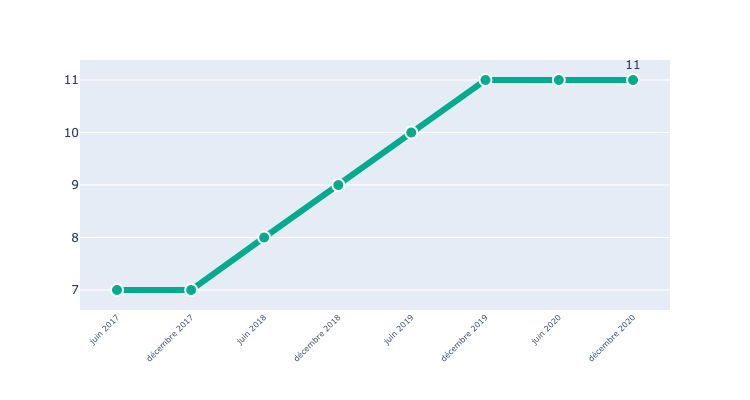 11
11
10
9
8
7
juin 2017
décembre 2017
juin 2018
décembre 2018
juin 2019
décembre 2019
juin 2020
décembre 2020